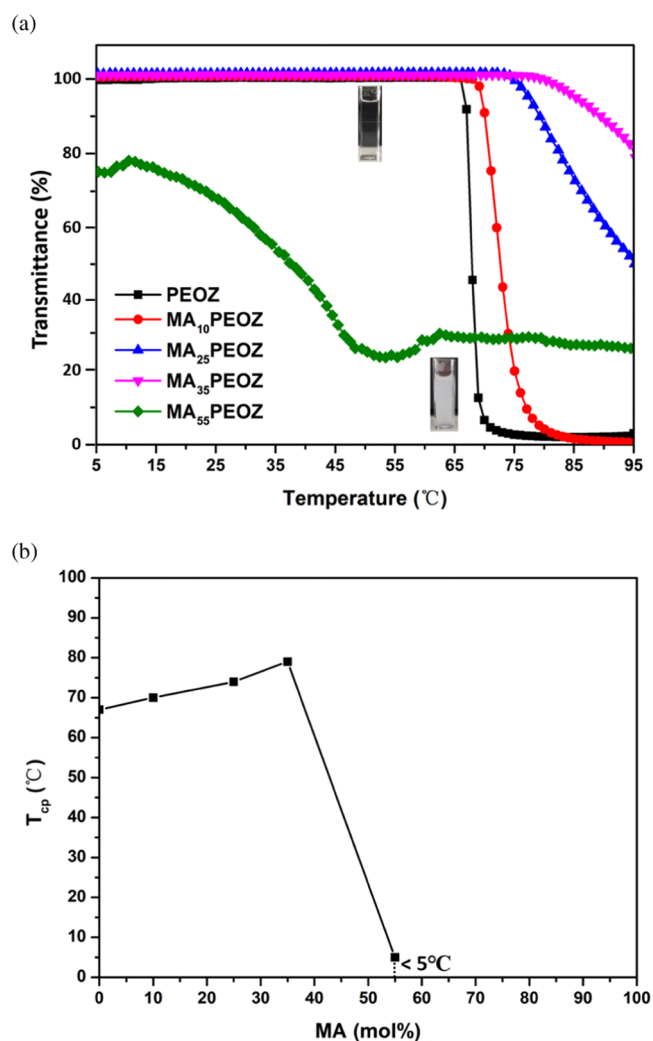 (a)
100
80
60
40
20
0
Transmittance (%)
PEOZ
MA₁₀PEOZ
MA₂₅PEOZ
MA₃₅PEOZ
MA₅₅PEOZ
5 15 25 35 45 55 65 75 85 95
Temperature (℃)
(b)
100
90
80
70
60
50
40
30
20
10
0
T_cp (℃)
< 5℃
0 10 20 30 40 50 60 70 80 90 100
MA (mol%)